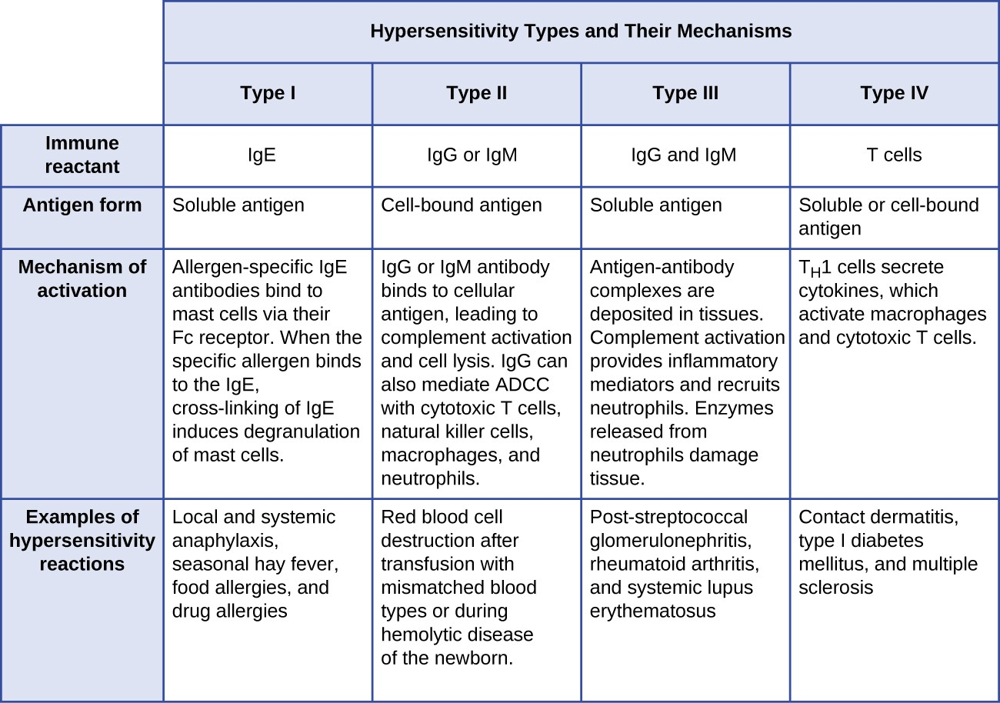 Hypersensitivity Types and Their Mechanisms
Type I
Type II
Type III
Type IV
Immune
reactant
IgE
IgG or IgM
IgG and IgM
T cells
Antigen form
Soluble antigen
Cell-bound antigen
Soluble antigen
Soluble or cell-bound
antigen
Mechanism of
activation
Allergen-specific IgE
antibodies bind to
mast cells via their
Fc receptor. When the
specific allergen binds
to the IgE,
cross-linking of IgE
induces degranulation
of mast cells.
IgG or IgM antibody
binds to cellular
antigen, leading to
complement activation
and cell lysis. IgG can
also mediate ADCC
with cytotoxic T cells,
natural killer cells,
macrophages, and
neutrophils.
Antigen-antibody
complexes are
deposited in tissues.
Complement activation
provides inflammatory
mediators and recruits
neutrophils. Enzymes
released from
neutrophils damage
tissue.
TH1 cells secrete
cytokines, which
activate macrophages
and cytotoxic T cells.
Examples of
hypersensitivity
reactions
Local and systemic
anaphylaxis,
seasonal hay fever,
food allergies, and
drug allergies
Red blood cell
destruction after
transfusion with
mismatched blood
types or during
hemolytic disease
of the newborn.
Post-streptococcal
glomerulonephritis,
rheumatoid arthritis,
and systemic lupus
erythematosus
Contact dermatitis,
type I diabetes
mellitus, and multiple
sclerosis